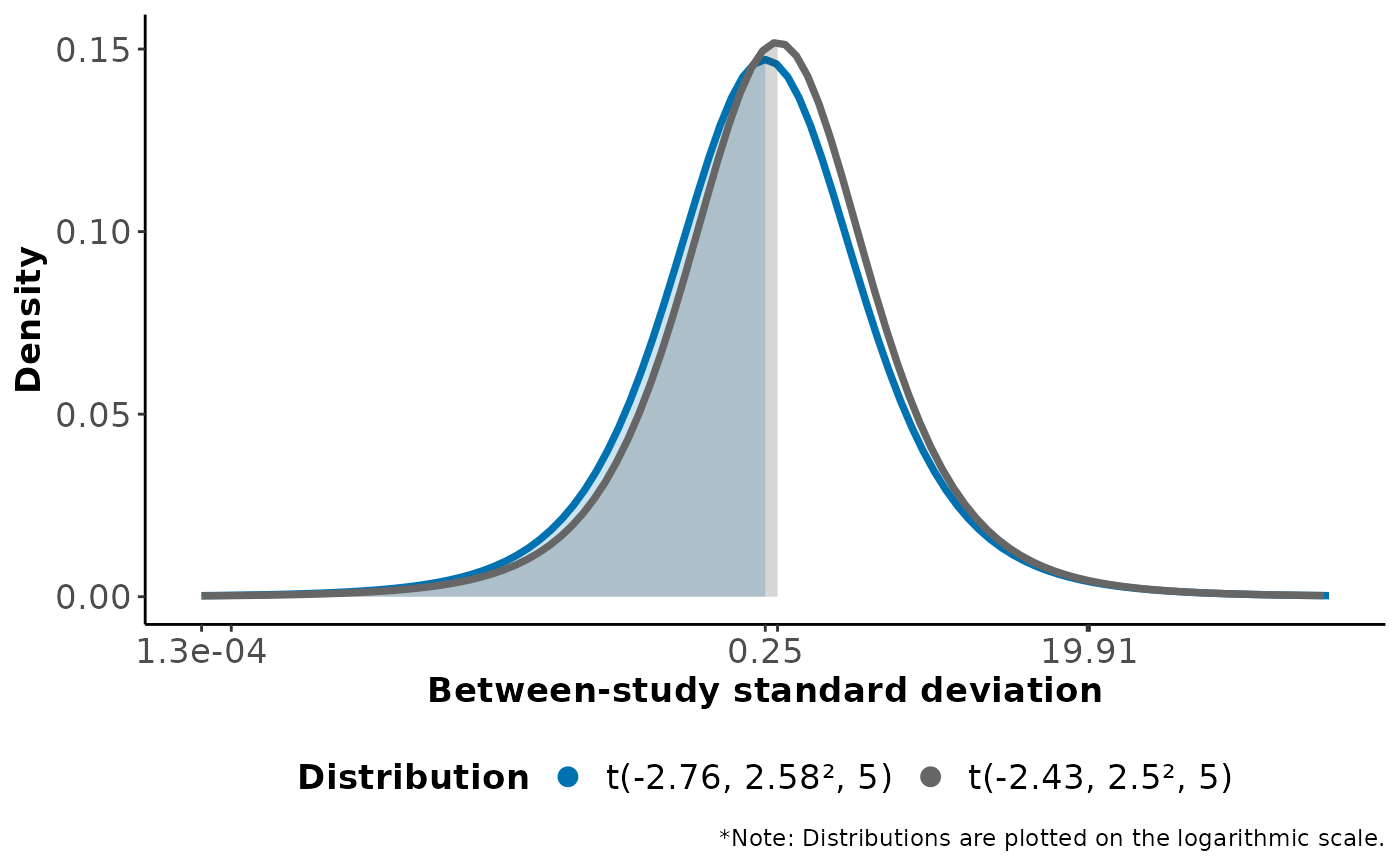 0.15
0.10
0.05
0.00
Density
1.3e-04 0.25 19.91
Between-study standard deviation
Distribution t(-2.76, 2.58², 5) t(-2.43, 2.5², 5)
*Note: Distributions are plotted on the logarithmic scale.